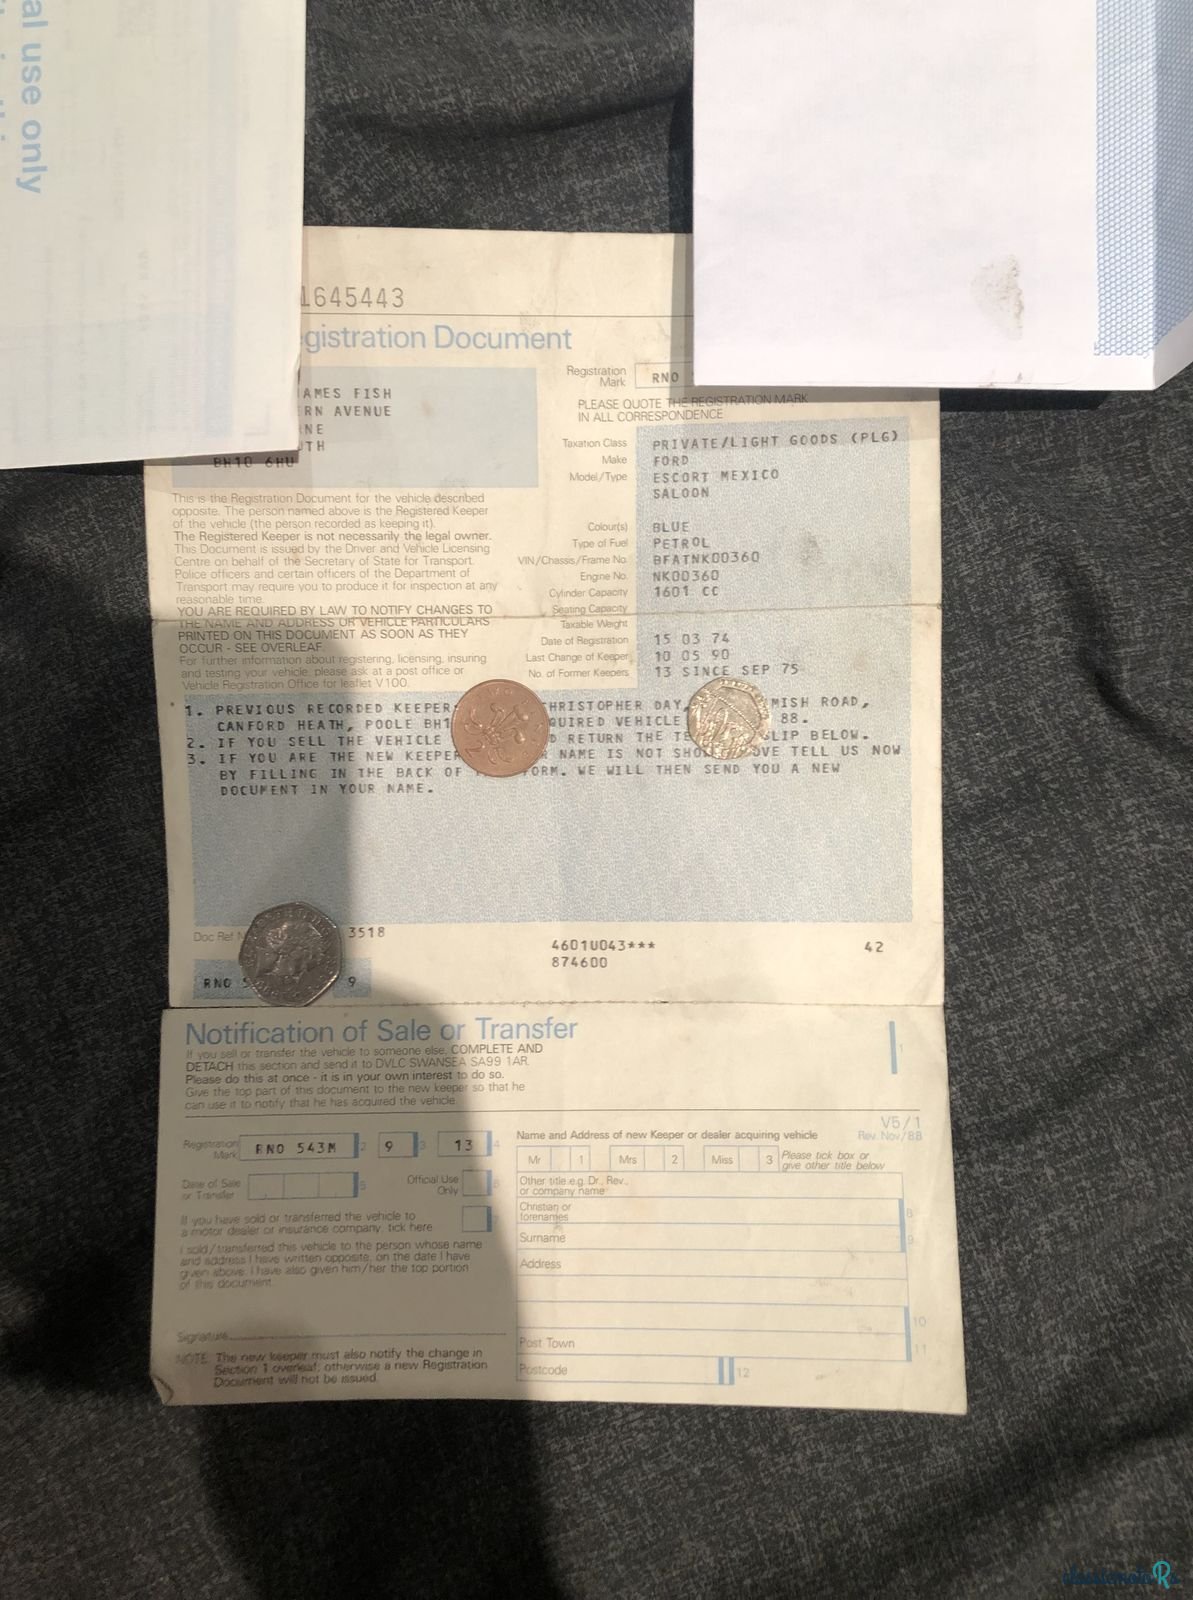 al use only
1645443
gistration Document
AMES FISH
RN AVENUE
NE
UTH
BH10 6HU
Registration Mark
RNO
PLEASE QUOTE THE REGISTRATION MARK
IN ALL CORRESPONDENCE
Taxation Class PRIVATE/LIGHT GOODS (PLG)
Make FORD
Model/Type ESCORT MEXICO
SALOON
Colour(s) BLUE
Type of Fuel PETROL
VIN/Chassis/Frame No. BFATNK00360
Engine No. NK00360
Cylinder Capacity 1601 CC
Seating Capacity
Taxable Weight
Date of Registration 15 03 74
Last Change of Keeper 10 05 90
No. of Former Keepers 13 SINCE SEP 75
This is the Registration Document for the vehicle described
opposite. The person named above is the Registered Keeper
of the vehicle (the person recorded as keeping it).
The Registered Keeper is not necessarily the legal owner.
This Document is issued by the Driver and Vehicle Licensing
Centre on behalf of the Secretary of State for Transport.
Police officers and certain officers of the Department of
Transport may require you to produce it for inspection at any
reasonable time.
YOU ARE REQUIRED BY LAW TO NOTIFY CHANGES TO
THE NAME AND ADDRESS OR VEHICLE PARTICULARS
PRINTED ON THIS DOCUMENT AS SOON AS THEY
OCCUR - SEE OVERLEAF.
For further information about registering, licensing, insuring
and testing your vehicle, please ask at a post office or
Vehicle Registration Office for leaflet V100.
1. PREVIOUS RECORDED KEEPER HRISTOPHER DAY, MISH ROAD,
CANFORD HEATH, POOLE BH1 QUIRED VEHICLE 88.
2. IF YOU SELL THE VEHICLE D RETURN THE TE SLIP BELOW.
3. IF YOU ARE THE NEW KEEPER R NAME IS NOT SHO OVE TELL US NOW
BY FILLING IN THE BACK OF FORM. WE WILL THEN SEND YOU A NEW
DOCUMENT IN YOUR NAME.
Doc Ref N 3518
4601U043***
42
874600
RNO 5 9
Notification of Sale or Transfer
If you sell or transfer the vehicle to someone else, COMPLETE AND
DETACH this section and send it to DVLC SWANSEA SA99 1AR.
Please do this at once - it is in your own interest to do so.
Give the top part of this document to the new keeper so that he
can use it to notify that he has acquired the vehicle.
1
V5/1
Rev. Nov/88
Registration Mark RNO 543M 2 9 3 13 4
Date of Sale or Transfer 5
Official Use Only 6
If you have sold or transferred the vehicle to
a motor dealer or insurance company, tick here
I sold/transferred this vehicle to the person whose name
and address I have written opposite, on the date I have
given above. I have also given him/her the top portion
of this document.
Signature
NOTE: The new keeper must also notify the change in
Section 1 overleaf; otherwise a new Registration
Document will not be issued.
Name and Address of new Keeper or dealer acquiring vehicle
Mr 1 Mrs 2 Miss 3 Please tick box or
give other title below
Other title e.g. Dr., Rev.,
or company name
Christian or
forenames 8
Surname 9
Address
10
Post Town 11
Postcode 12